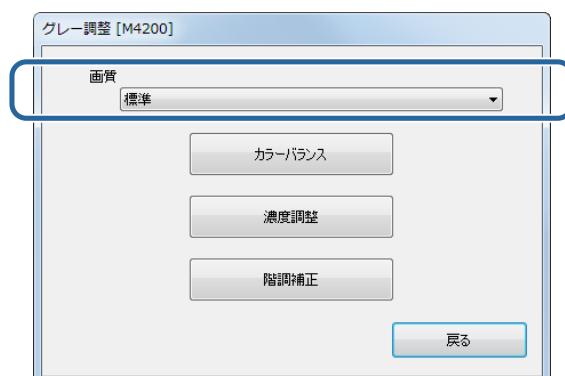 グレー調整 [M4200]
画質
標準
カラーバランス
濃度調整
階調補正
戻る